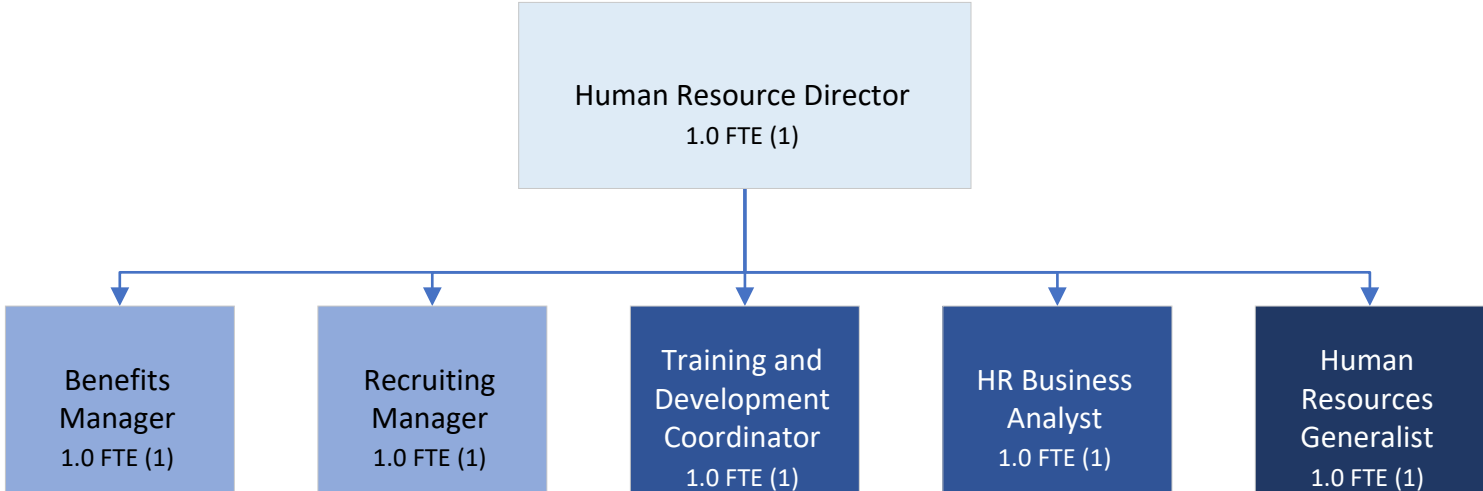 Human Resource Director
1.0 FTE (1)
Benefits
Manager
1.0 FTE (1)
Recruiting
Manager
1.0 FTE (1)
Training and
Development
Coordinator
1.0 FTE (1)
HR Business
Analyst
1.0 FTE (1)
Human
Resources
Generalist
1.0 FTE (1)